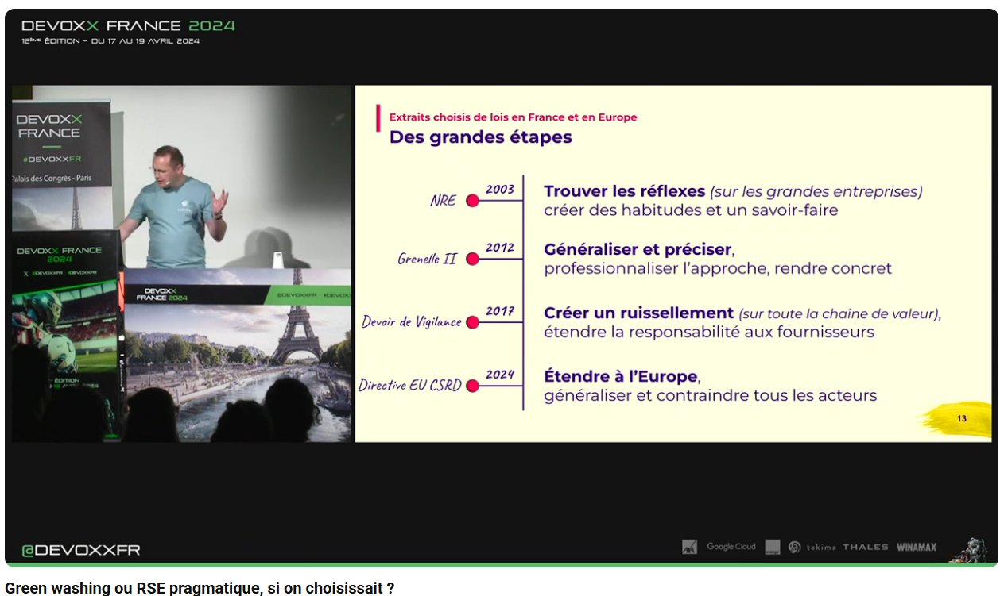 DEVOXX FRANCE 2024
12ème ÉDITION – DU 17 AU 19 AVRIL 2024
DEVOXX
FRANCE
#DEVOXXFR
Palais des Congrès - Paris
DEVOXX FRANCE
2024
DEVOXX
FRANCE 2024
@DEVOXXFR
ÉDITION
Extraits choisis de lois en France et en Europe
Des grandes étapes
NRE 2003
Trouver les réflexes (sur les grandes entreprises)
créer des habitudes et un savoir-faire
Grenelle II 2012
Généraliser et préciser,
professionnaliser l'approche, rendre concret
Devoir de Vigilance 2017
Créer un ruissellement (sur toute la chaîne de valeur),
étendre la responsabilité aux fournisseurs
Directive EU CSRD 2024
Étendre à l'Europe,
généraliser et contraindre tous les acteurs
13
@DEVOXXFR
AXA Google Cloud takima THALES WINAMAX
Green washing ou RSE pragmatique, si on choisissait ?